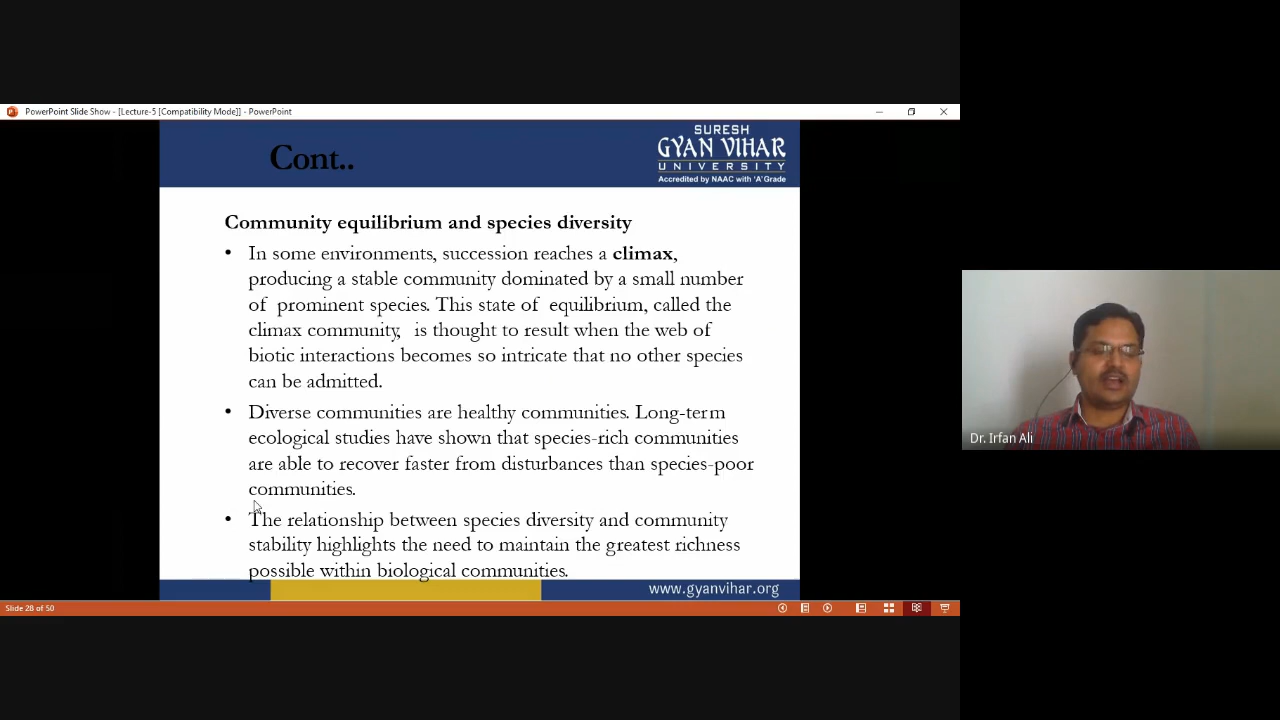 PowerPoint Slide Show - [Lecture-5 [Compatibility Mode]] - PowerPoint
Cont..
SURESH
GYAN VIHAR
UNIVERSITY
Accredited by NAAC with 'A' Grade
Community equilibrium and species diversity
• In some environments, succession reaches a climax,
producing a stable community dominated by a small number
of prominent species. This state of equilibrium, called the
climax community, is thought to result when the web of
biotic interactions becomes so intricate that no other species
can be admitted.
• Diverse communities are healthy communities. Long-term
ecological studies have shown that species-rich communities
are able to recover faster from disturbances than species-poor
communities.
• The relationship between species diversity and community
stability highlights the need to maintain the greatest richness
possible within biological communities.
www.gyanvihar.org
Slide 28 of 50
Dr. Irfan Ali